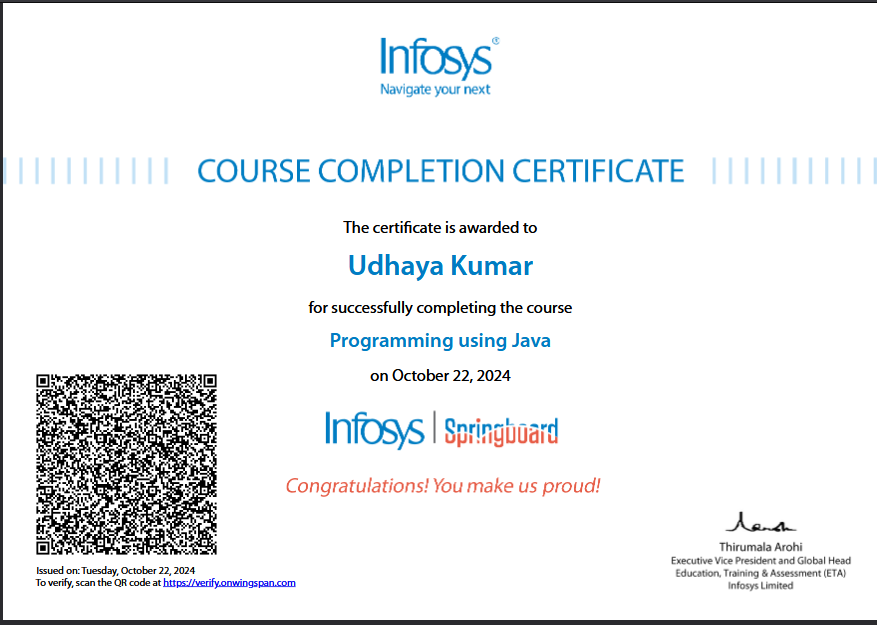 Infosys®
Navigate your next
COURSE COMPLETION CERTIFICATE
The certificate is awarded to
Udhaya Kumar
for successfully completing the course
Programming using Java
on October 22, 2024
Infosys | Springboard
Congratulations! You make us proud!
Issued on: Tuesday, October 22, 2024
To verify, scan the QR code at https://verify.onwingspan.com
Thirumala Arohi
Executive Vice President and Global Head
Education, Training & Assessment (ETA)
Infosys Limited